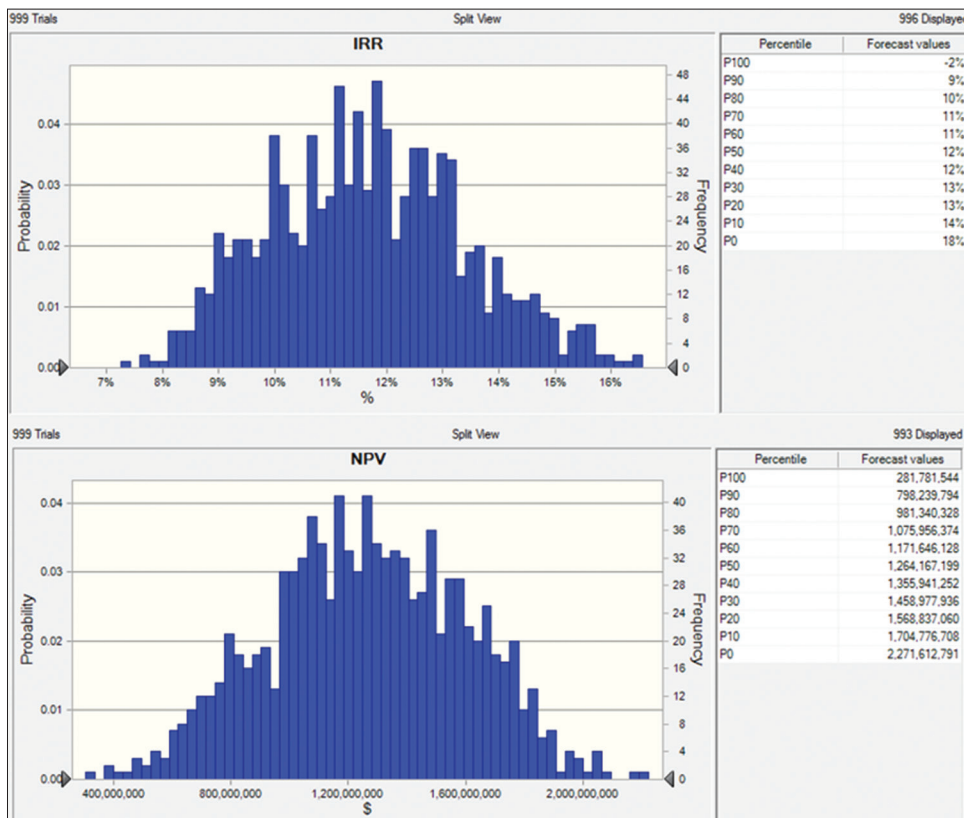 999 Trials Split View 996 Displayed
IRR
Percentile Forecast values
P100 -2%
P90 9%
P80 10%
P70 11%
P60 11%
P50 12%
P40 12%
P30 13%
P20 13%
P10 14%
P0 18%
Probability
0.04
0.03
0.02
0.01
0.00
Frequency
48
44
40
36
32
28
24
20
16
12
8
4
0
7% 8% 9% 10% 11% 12% 13% 14% 15% 16%
%
999 Trials Split View 993 Displayed
NPV
Percentile Forecast values
P100 281,781,544
P90 798,239,794
P80 981,340,328
P70 1,075,956,374
P60 1,171,646,128
P50 1,264,167,199
P40 1,355,941,252
P30 1,458,977,936
P20 1,568,837,060
P10 1,704,776,708
P0 2,271,612,791
Probability
0.04
0.03
0.02
0.01
0.00
Frequency
40
36
32
28
24
20
16
12
8
4
0
400,000,000 800,000,000 1,200,000,000 1,600,000,000 2,000,000,000
$